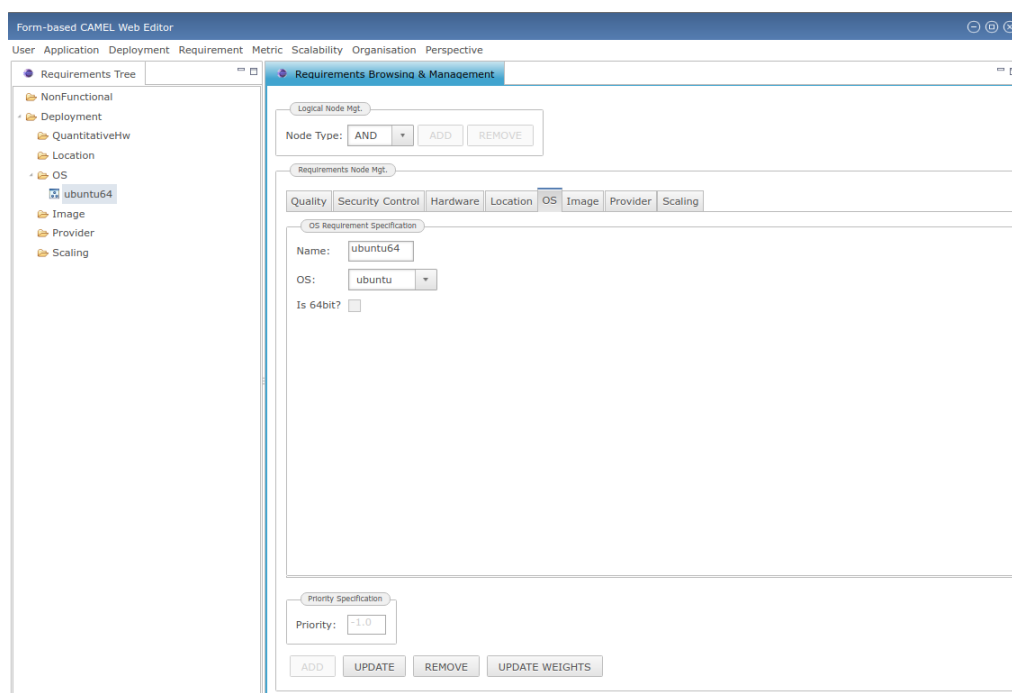 Form-based CAMEL Web Editor
User Application Deployment Requirement Metric Scalability Organisation Perspective
Requirements Tree
NonFunctional
Deployment
QuantitativeHw
Location
OS
ubuntu64
Image
Provider
Scaling
Requirements Browsing & Management
Logical Node Mgt.
Node Type: AND ADD REMOVE
Requirements Node Mgt.
Quality Security Control Hardware Location OS Image Provider Scaling
OS Requirement Specification
Name: ubuntu64
OS: ubuntu
Is 64bit?
Priority Specification
Priority: -1.0
ADD UPDATE REMOVE UPDATE WEIGHTS